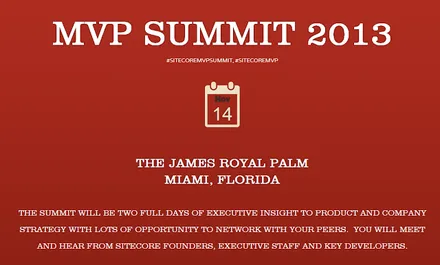 MVP SUMMIT 2013
#SITECOREMVPSUMMIT, #SITECOREMVP
Nov
14
THE JAMES ROYAL PALM
MIAMI, FLORIDA
THE SUMMIT WILL BE TWO FULL DAYS OF EXECUTIVE INSIGHT TO PRODUCT AND COMPANY
STRATEGY WITH LOTS OF OPPORTUNITY TO NETWORK WITH YOUR PEERS. YOU WILL MEET
AND HEAR FROM SITECORE FOUNDERS, EXECUTIVE STAFF AND KEY DEVELOPERS.